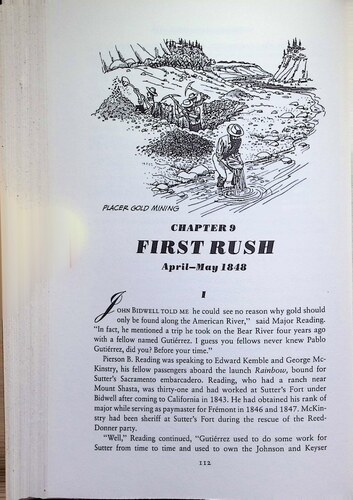 PLACER GOLD MINING
CHAPTER 9
FIRST RUSH
April–May 1848
I
JOHN BIDWELL TOLD ME he could see no reason why gold should
only be found along the American River," said Major Reading.
"In fact, he mentioned a trip he took on the Bear River four years ago
with a fellow named Gutiérrez. I guess you fellows never knew Pablo
Gutiérrez, did you? Before your time."
Pierson B. Reading was speaking to Edward Kemble and George Mc-
Kinstry, his fellow passengers aboard the launch Rainbow, bound for
Sutter's Sacramento embarcadero. Reading, who had a ranch near
Mount Shasta, was thirty-one and had worked at Sutter's Fort under
Bidwell after coming to California in 1843. He had obtained his rank of
major while serving as paymaster for Frémont in 1846 and 1847. McKin-
stry had been sheriff at Sutter's Fort during the rescue of the Reed-
Donner party.
"Well," Reading continued, "Gutiérrez used to do some work for
Sutter from time to time and used to own the Johnson and Keyser
112